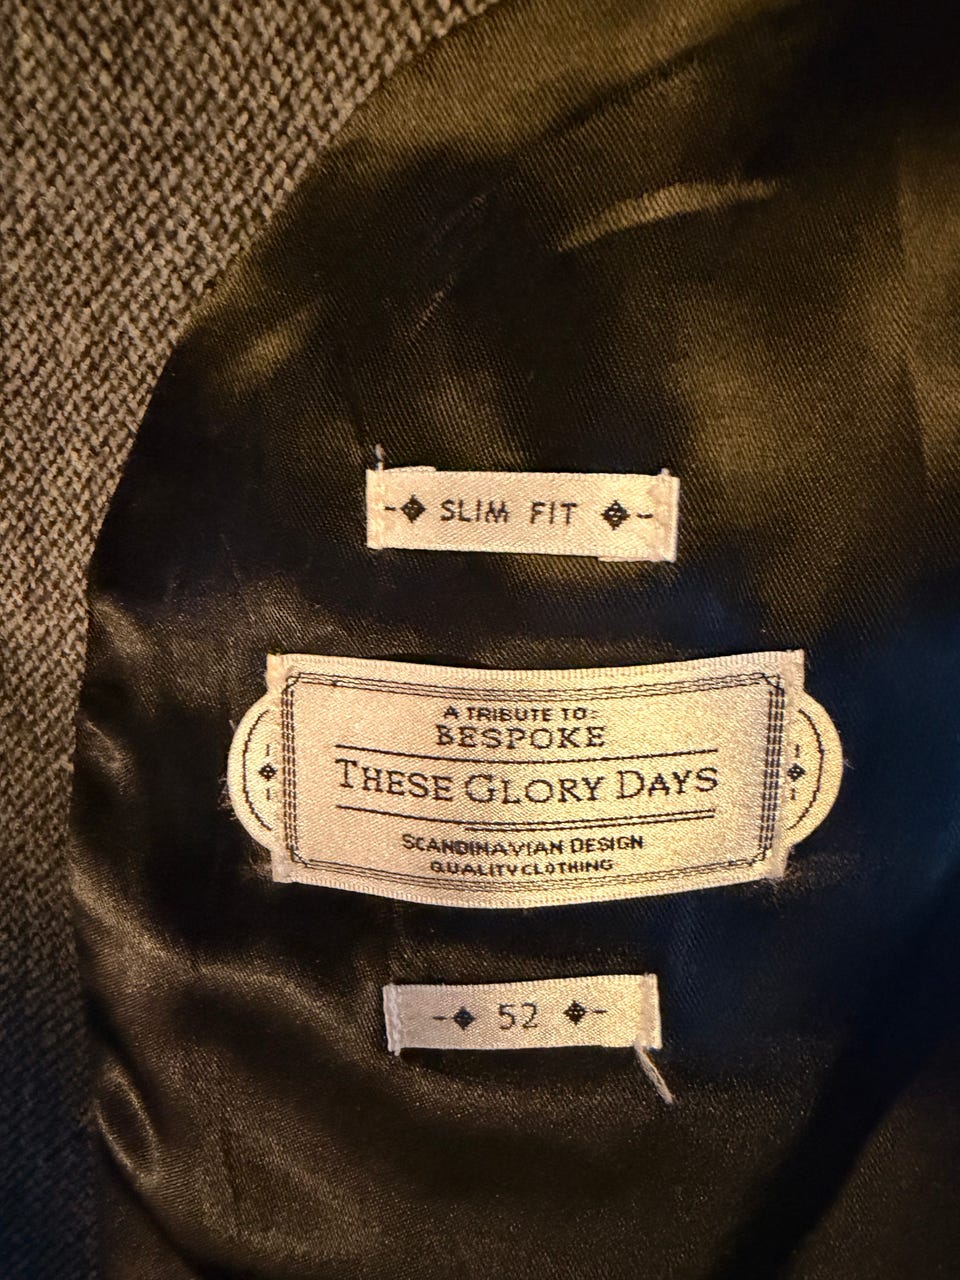 SLIM FIT
A TRIBUTE TO:
BESPOKE
THESE GLORY DAYS
SCANDINAVIAN DESIGN
QUALITY CLOTHING
52